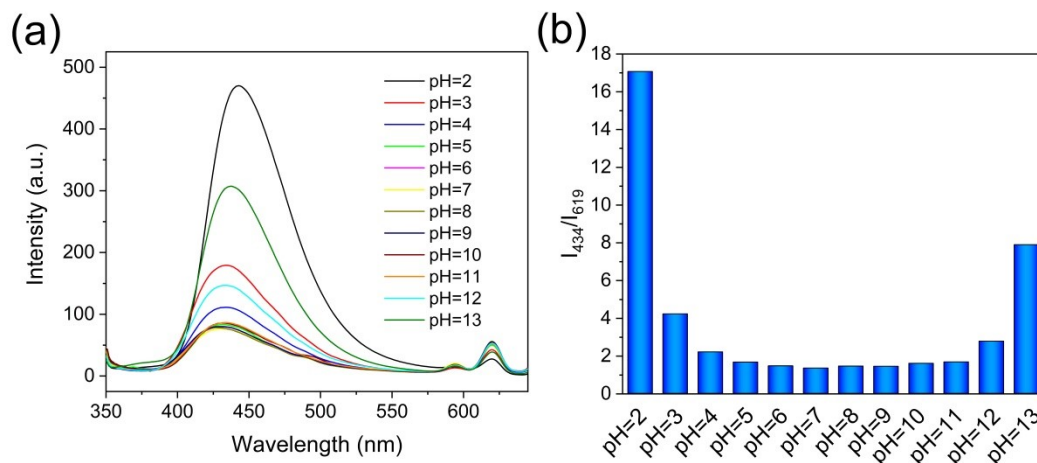 (a)
500
400
300
200
100
0
Intensity (a.u.)
350
400
450
500
550
600
Wavelength (nm)
pH=2
pH=3
pH=4
pH=5
pH=6
pH=7
pH=8
pH=9
pH=10
pH=11
pH=12
pH=13
(b)
18
16
14
12
10
8
6
4
2
0
I434/I619
pH=2
pH=3
pH=4
pH=5
pH=6
pH=7
pH=8
pH=9
pH=10
pH=11
pH=12
pH=13